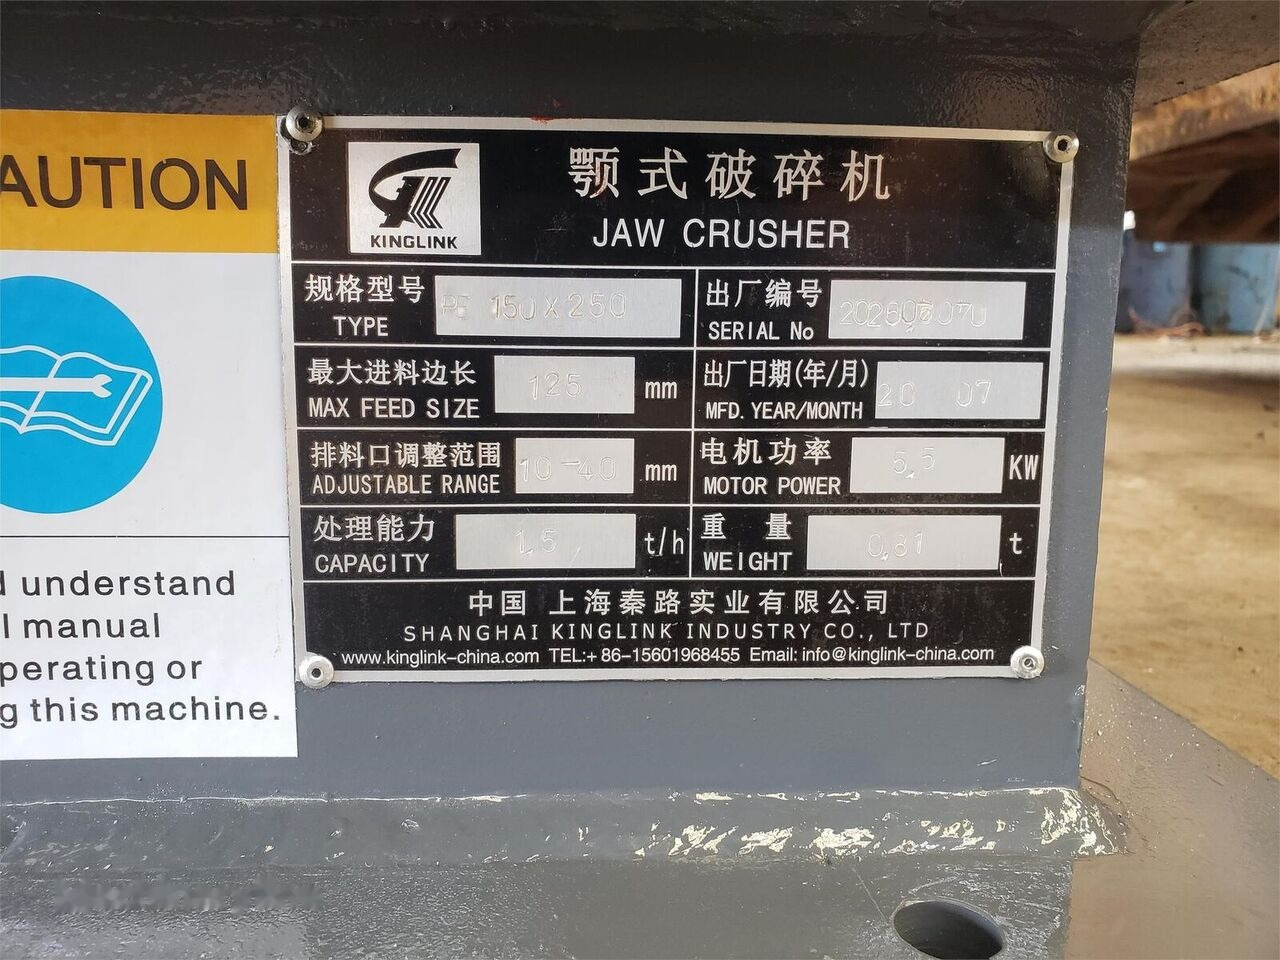 AUTION
d understand
l manual
perating or
g this machine.
KINGLINK
颚式破碎机
JAW CRUSHER
规格型号 PE 150X250
TYPE
出厂编号
SERIAL No
最大进料边长 125 mm
MAX FEED SIZE
出厂日期(年/月) 20 07
MFD. YEAR/MONTH
排料口调整范围 10-40 mm
ADJUSTABLE RANGE
电机功率 5.5 KW
MOTOR POWER
处理能力 1.5 t/h
CAPACITY
重 量 0.81 t
WEIGHT
中国 上海秦路实业有限公司
SHANGHAI KINGLINK INDUSTRY CO., LTD
www.kinglink-china.com TEL:+86-15601968455 Email: info@kinglink-china.com